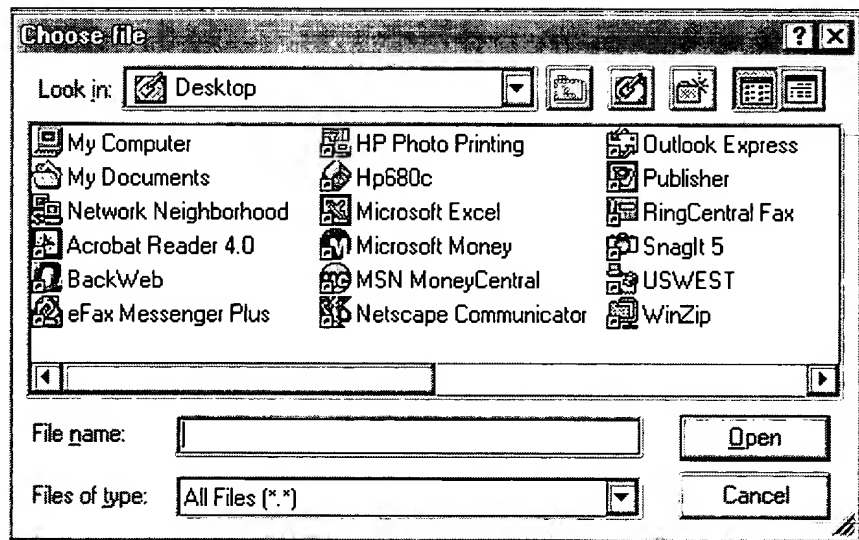 Choose file
Look in: Desktop
My Computer
My Documents
Network Neighborhood
Acrobat Reader 4.0
BackWeb
eFax Messenger Plus
HP Photo Printing
Hp680c
Microsoft Excel
Microsoft Money
MSN MoneyCentral
Netscape Communicator
Outlook Express
Publisher
RingCentral Fax
SnagIt 5
USWEST
WinZip
File name:
Open
Files of type: All Files (*.*)
Cancel